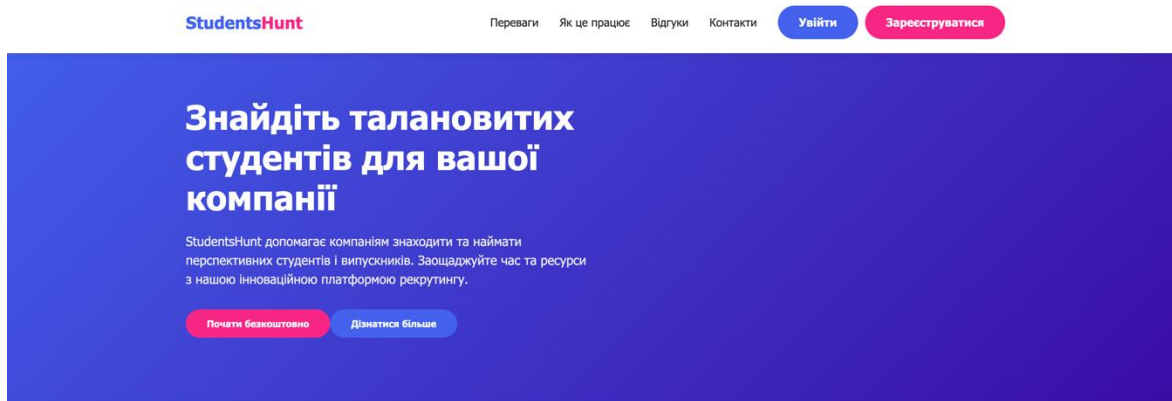 StudentsHunt Переваги Як це працює Відгуки Контакти Увійти Зареєструватися
Знайдіть талановитих
студентів для вашої
компанії
StudentsHunt допомагає компаніям знаходити та наймати
перспективних студентів і випускників. Заощаджуйте час та ресурси
з нашою інноваційною платформою рекрутингу.
Почати безкоштовно Дізнатися більше